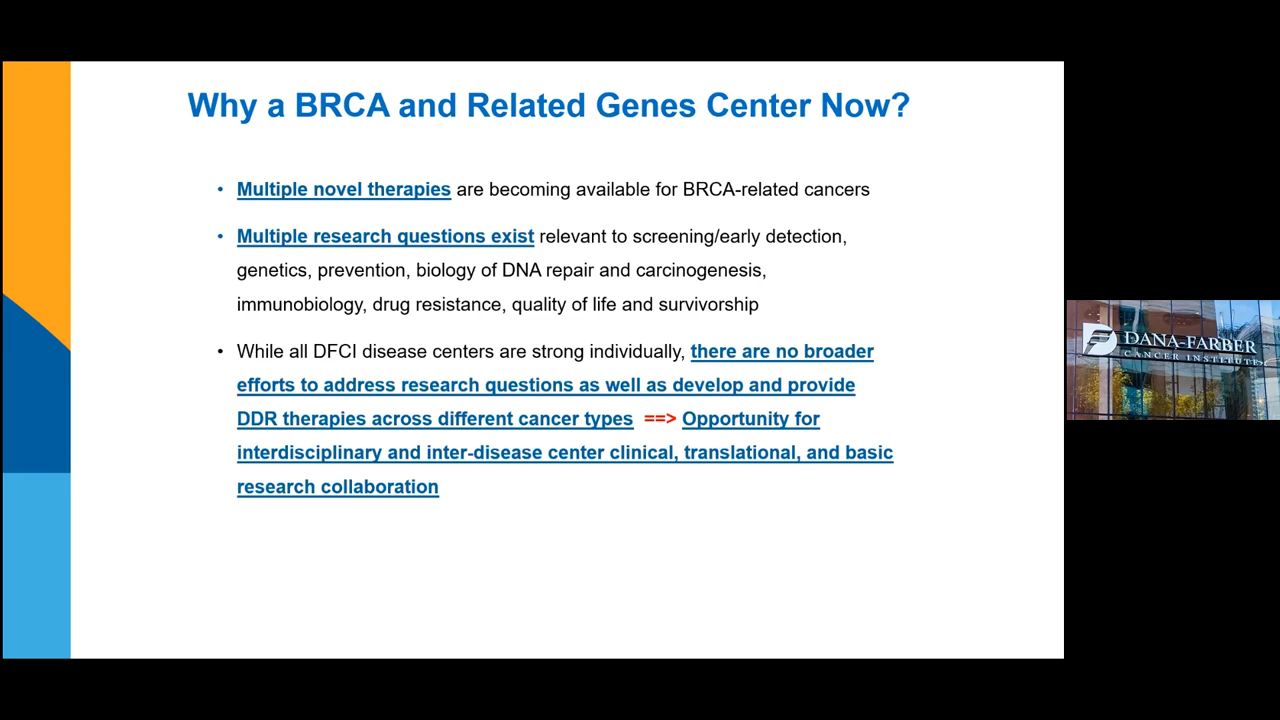 Why a BRCA and Related Genes Center Now?
• Multiple novel therapies are becoming available for BRCA-related cancers
• Multiple research questions exist relevant to screening/early detection,
genetics, prevention, biology of DNA repair and carcinogenesis,
immunobiology, drug resistance, quality of life and survivorship
• While all DFCI disease centers are strong individually, there are no broader
efforts to address research questions as well as develop and provide
DDR therapies across different cancer types ==> Opportunity for
interdisciplinary and inter-disease center clinical, translational, and basic
research collaboration
DANA-FARBER
CANCER INSTITUTE